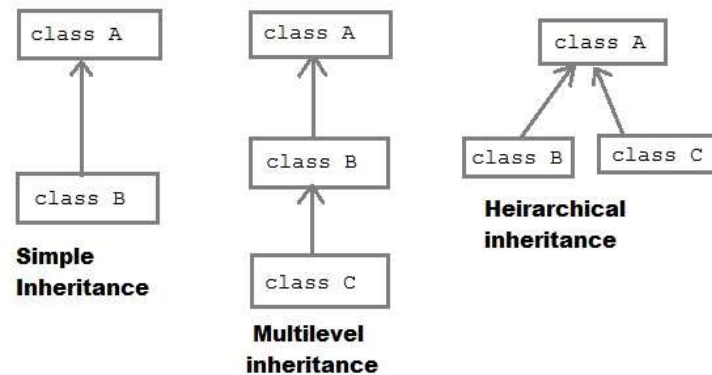 class A
class B
Simple
Inheritance
class A
class B
class C
Multilevel
inheritance
class A
class B
class C
Heirarchical
inheritance